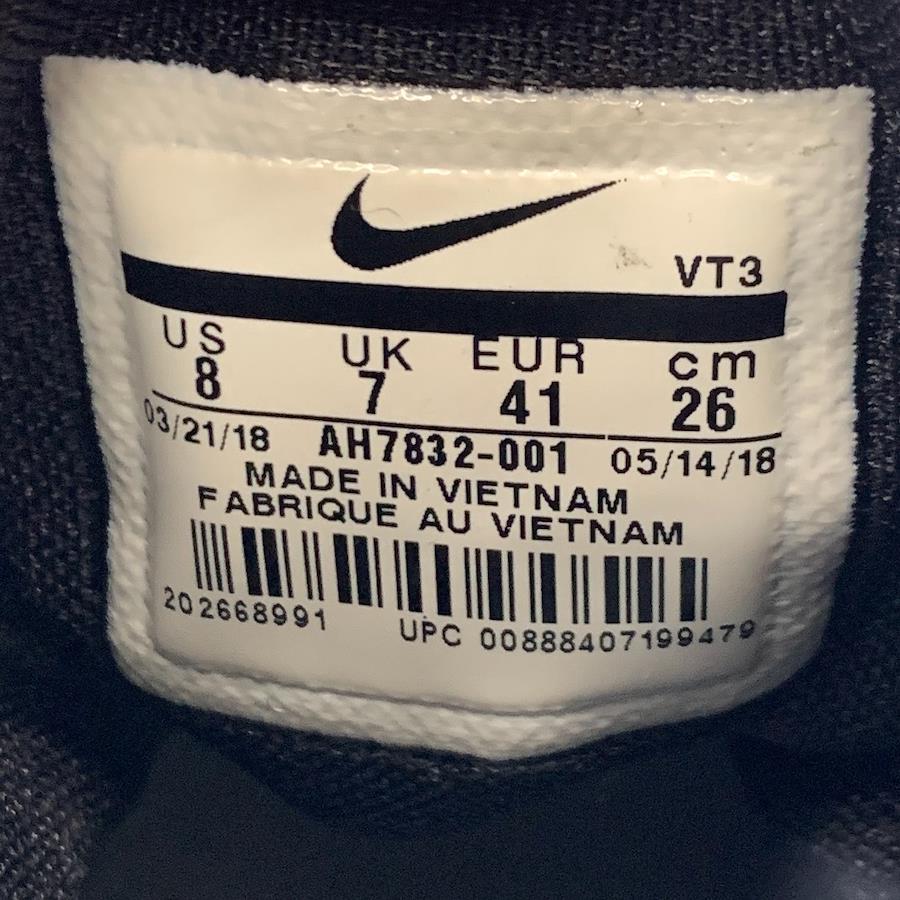 VT3
US UK EUR cm
8 7 41 26
03/21/18 AH7832-001 05/14/18
MADE IN VIETNAM
FABRIQUE AU VIETNAM
202668991 UPC 00888407199479